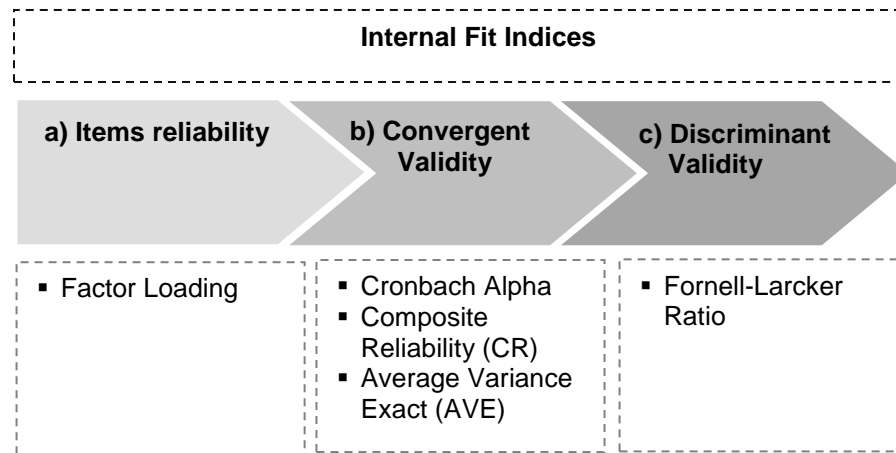 Internal Fit Indices
a) Items reliability
b) Convergent
Validity
c) Discriminant
Validity
▪ Factor Loading
▪ Cronbach Alpha
▪ Composite
Reliability (CR)
▪ Average Variance
Exact (AVE)
▪ Fornell-Larcker
Ratio